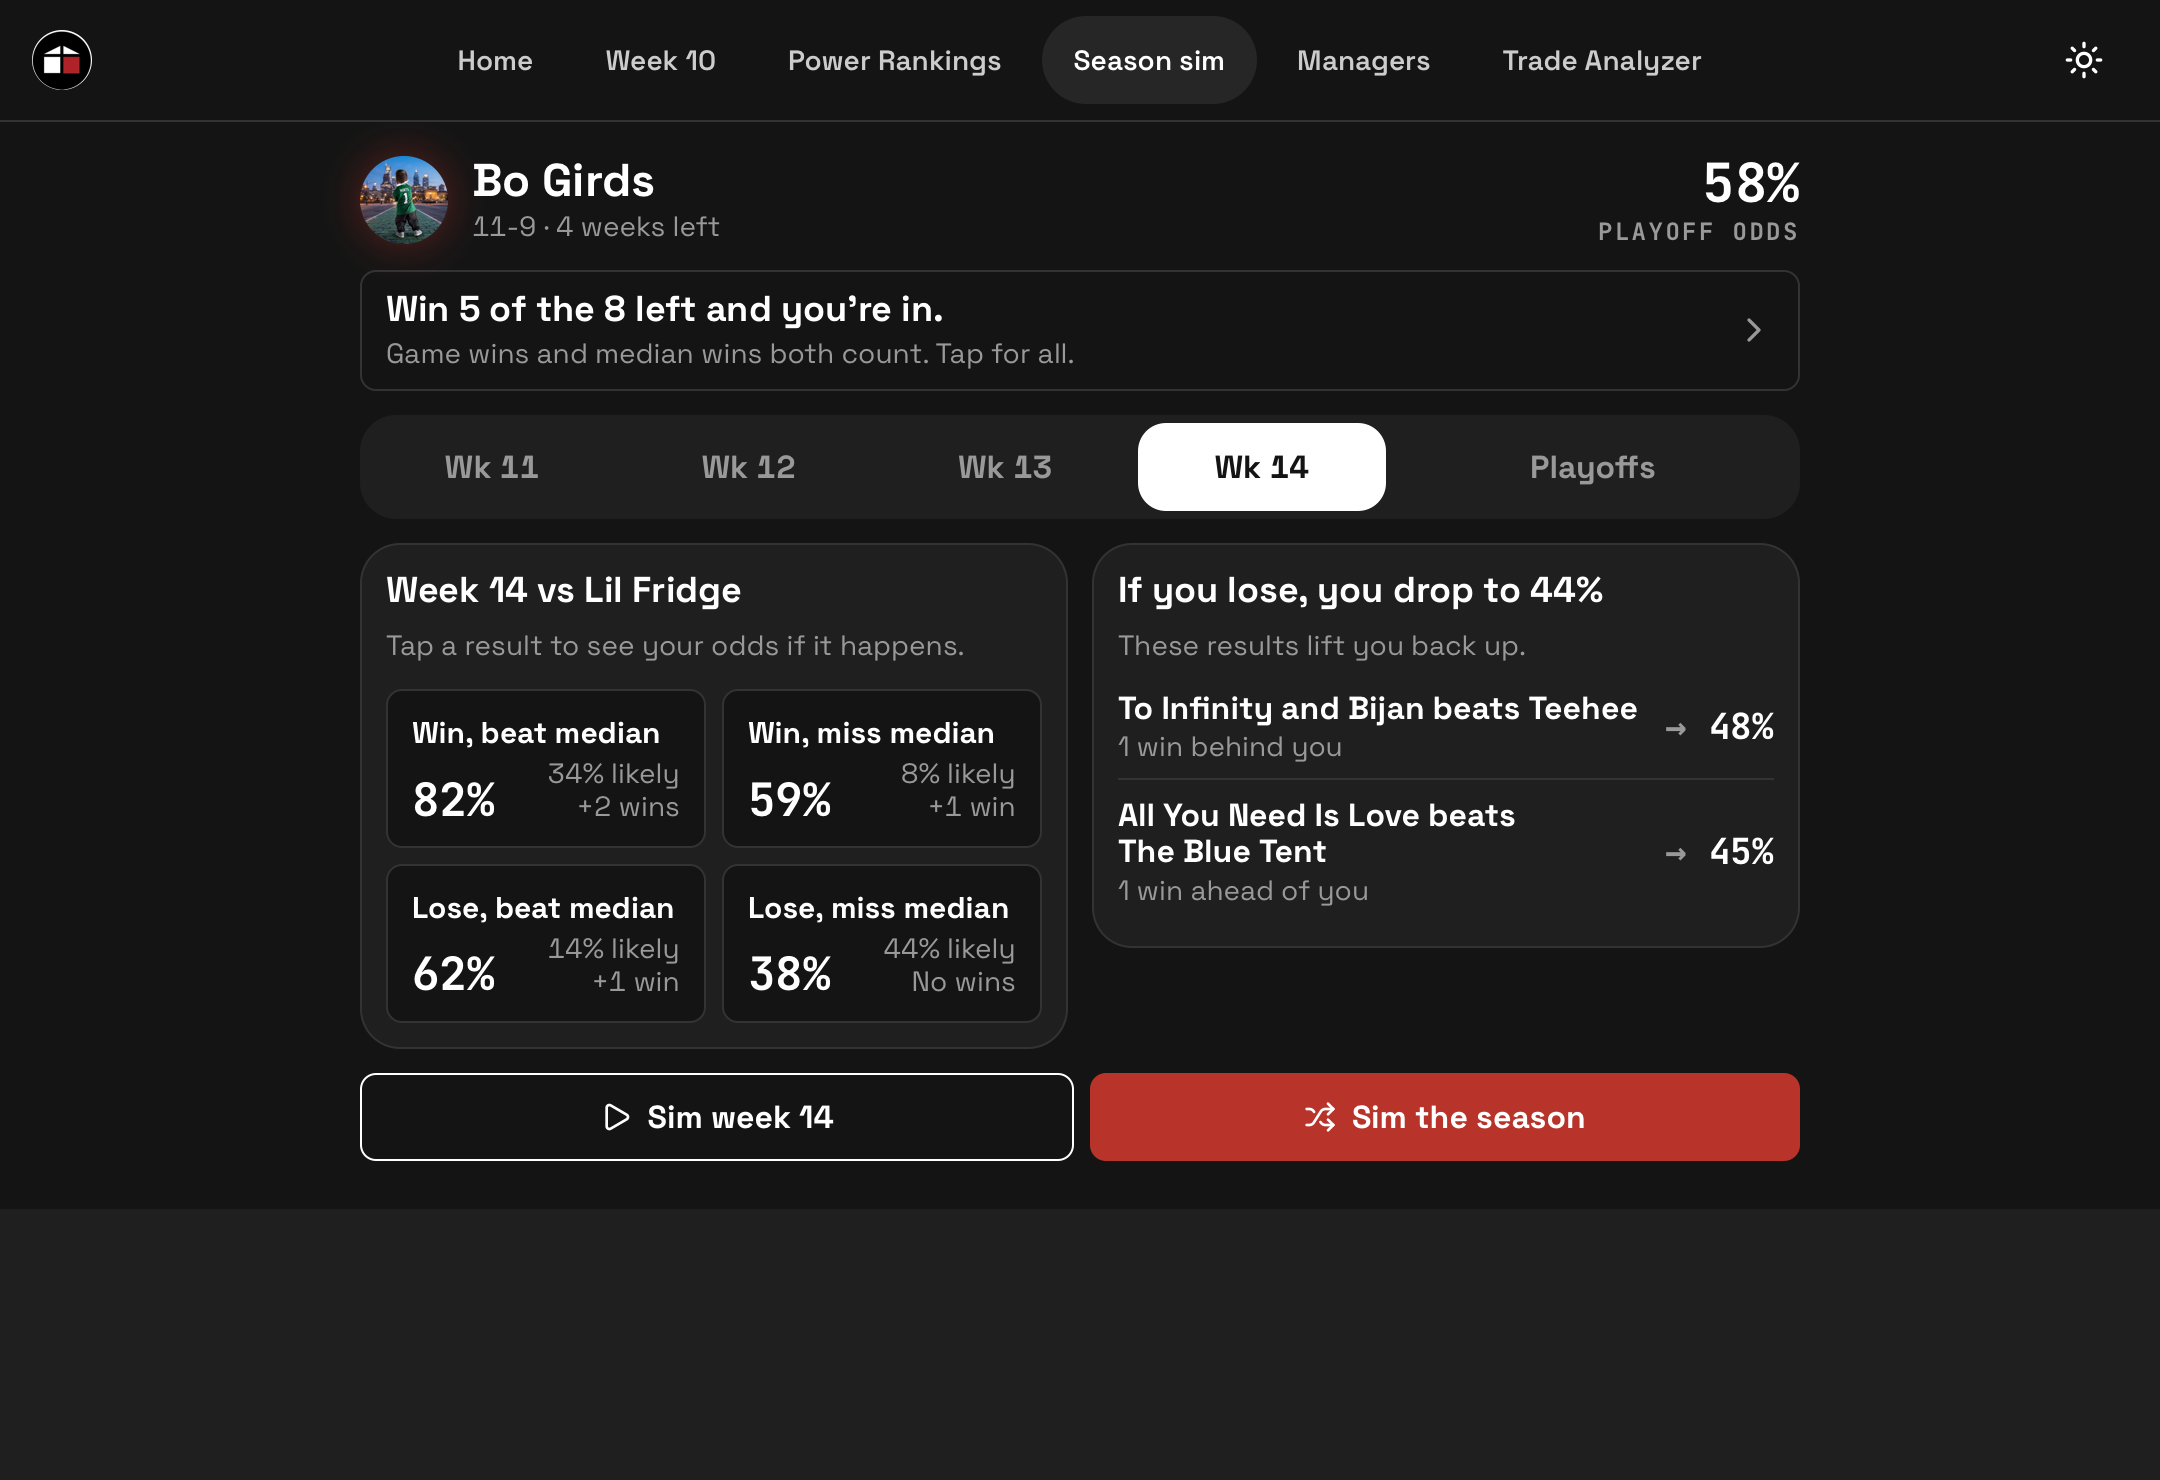 Home
Week 10
Power Rankings
Season sim
Managers
Trade Analyzer
Bo Girds
11-9 · 4 weeks left
58%
PLAYOFF ODDS
Win 5 of the 8 left and you’re in.
Game wins and median wins both count. Tap for all.
Wk 11
Wk 12
Wk 13
Wk 14
Playoffs
Week 14 vs Lil Fridge
Tap a result to see your odds if it happens.
Win, beat median
82%
34% likely
+2 wins
Win, miss median
59%
8% likely
+1 win
Lose, beat median
62%
14% likely
+1 win
Lose, miss median
38%
44% likely
No wins
If you lose, you drop to 44%
These results lift you back up.
To Infinity and Bijan beats Teehee
1 win behind you
→ 48%
All You Need Is Love beats
The Blue Tent
1 win ahead of you
→ 45%
Sim week 14
Sim the season